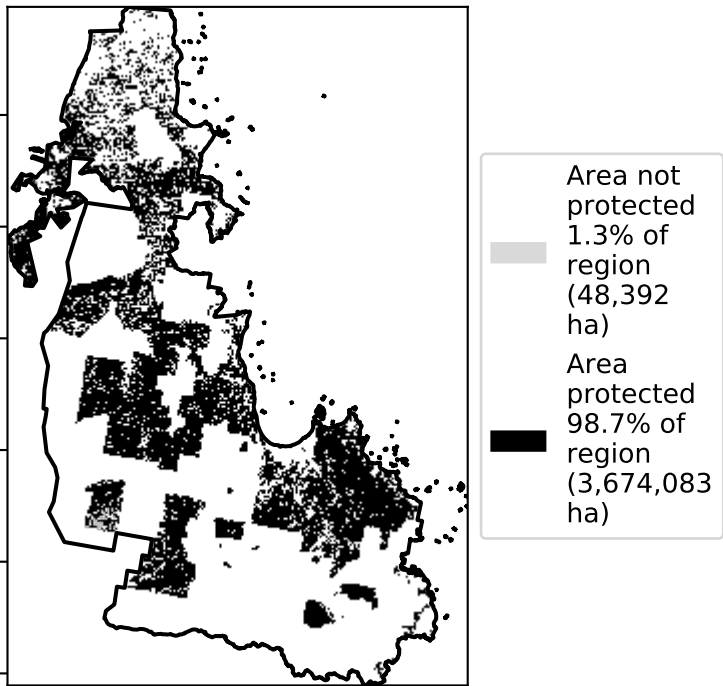 Area not
protected
1.3% of
region
(48,392
ha)
Area
protected
98.7% of
region
(3,674,083
ha)